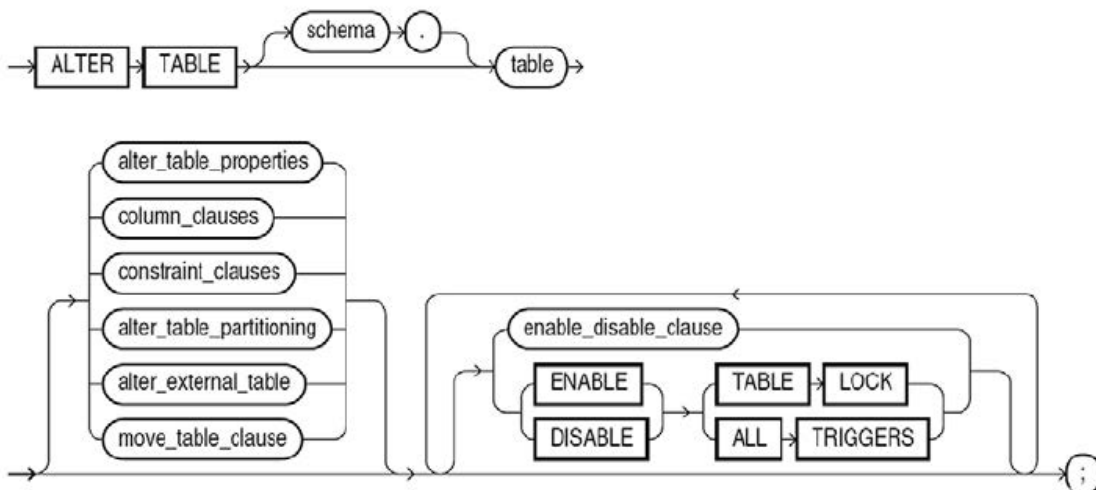 schema .
ALTER TABLE table
alter_table_properties
column_clauses
constraint_clauses
alter_table_partitioning
alter_external_table
move_table_clause
enable_disable_clause
ENABLE TABLE LOCK
DISABLE ALL TRIGGERS
;